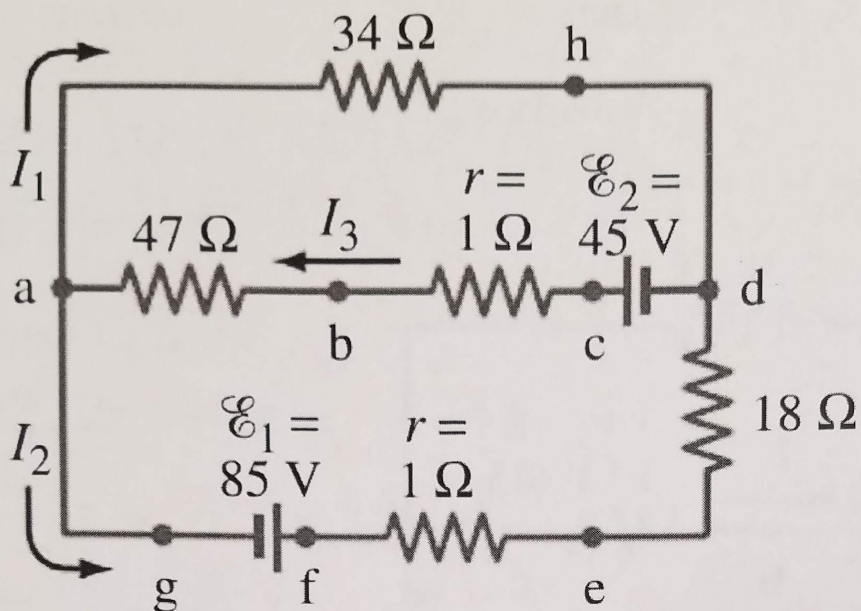 34 Ω
h
I₁
r =
1 Ω
ℰ₂ =
45 V
47 Ω
I₃
a
b
c
d
18 Ω
I₂
ℰ₁ =
85 V
r =
1 Ω
g
f
e